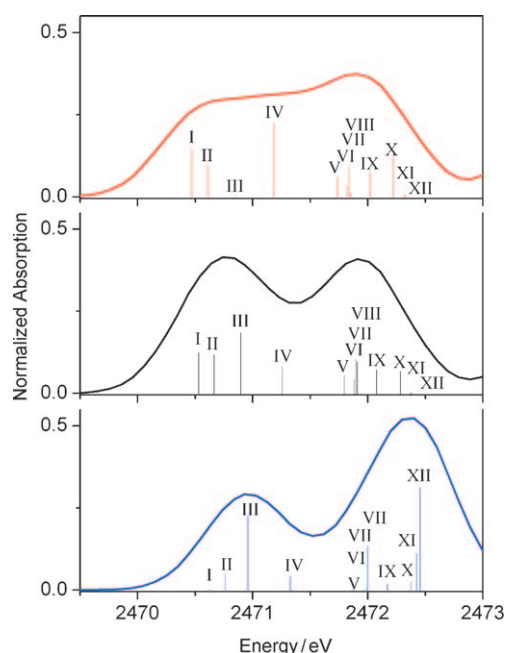 0.5
I
II
III
IV
V
VI
VII
VIII
IX
X
XI
XII
0.0
0.5
I
II
III
IV
V
VI
VII
VIII
IX
X
XI
XII
0.0
0.5
I
II
III
IV
V
VI
VII
VII
IX
X
XI
XII
0.0
2470
2471
2472
2473
Energy / eV
Normalized Absorption